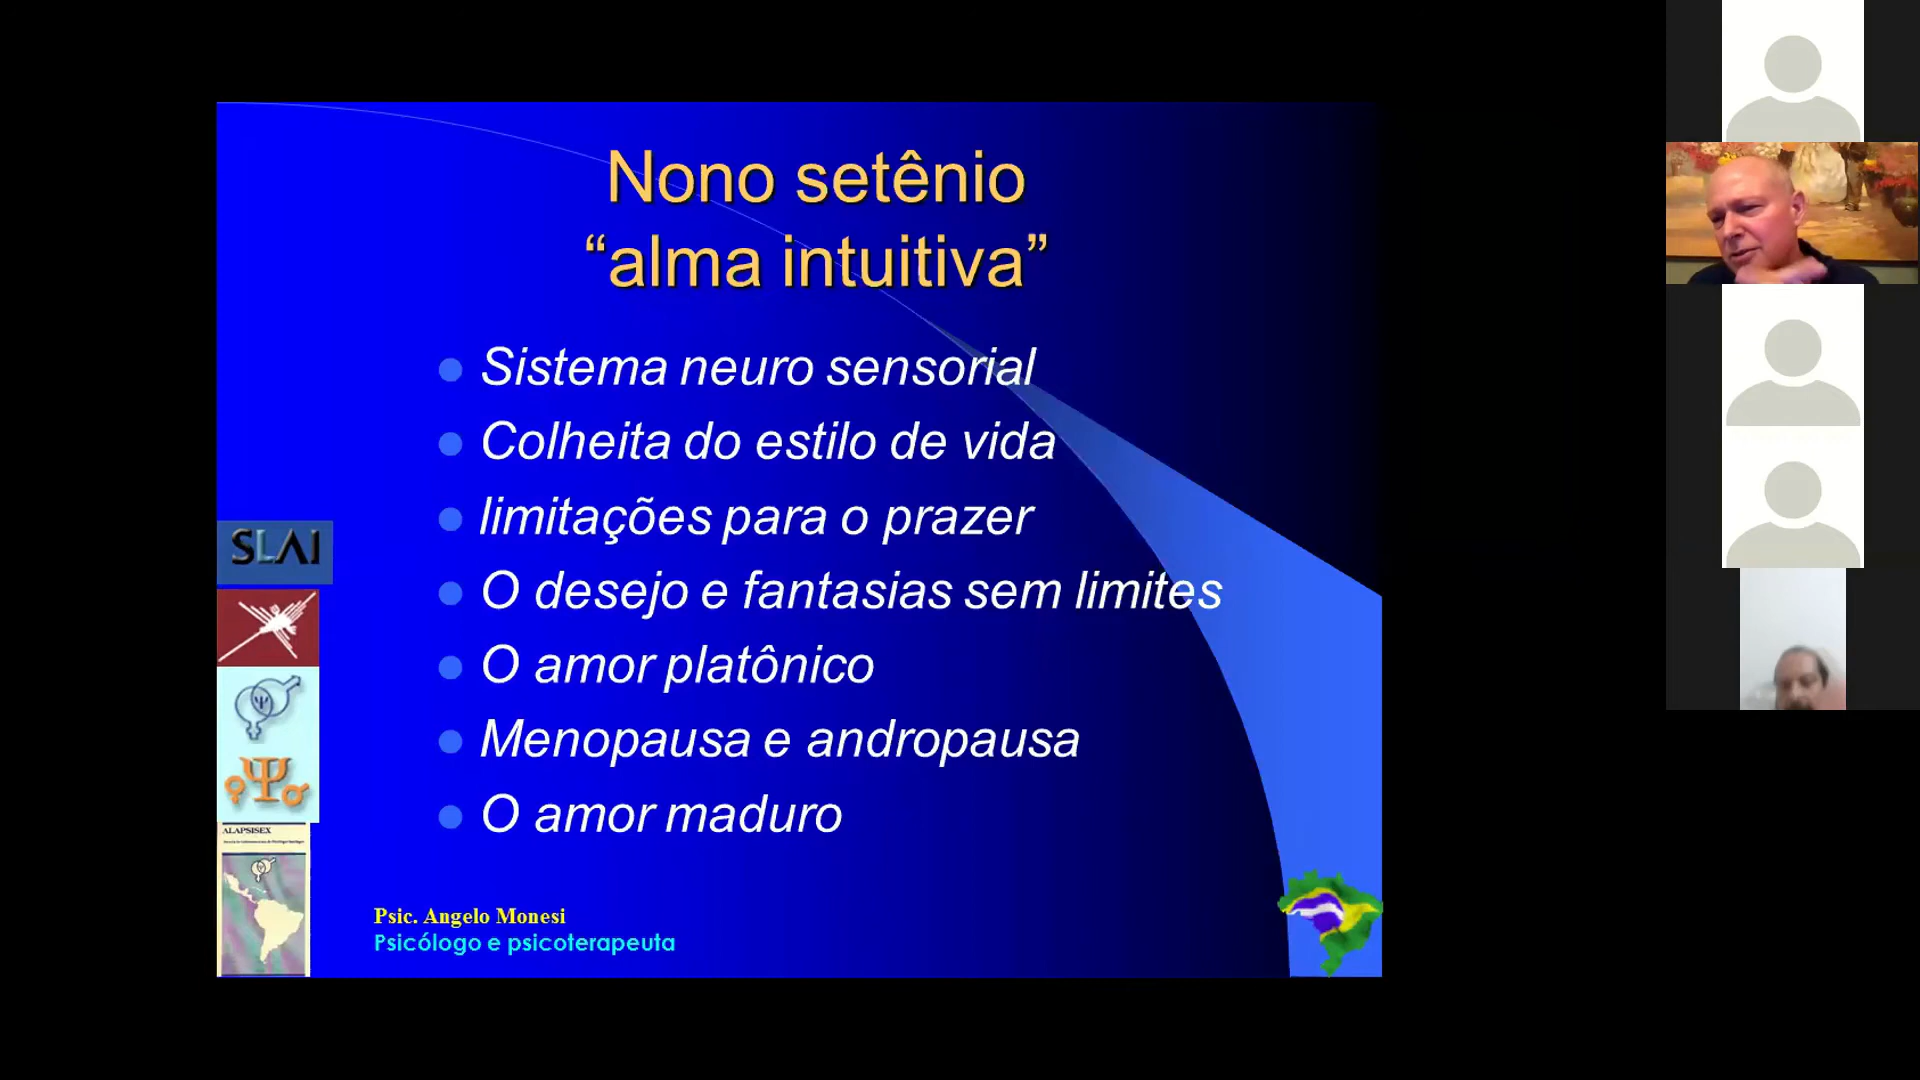 Nono setênio
“alma intuitiva”
Sistema neuro sensorial
Colheita do estilo de vida
limitações para o prazer
O desejo e fantasias sem limites
O amor platônico
Menopausa e andropausa
O amor maduro
SLAI
ALAPSISEX
Psic. Angelo Monesi
Psicólogo e psicoterapeuta